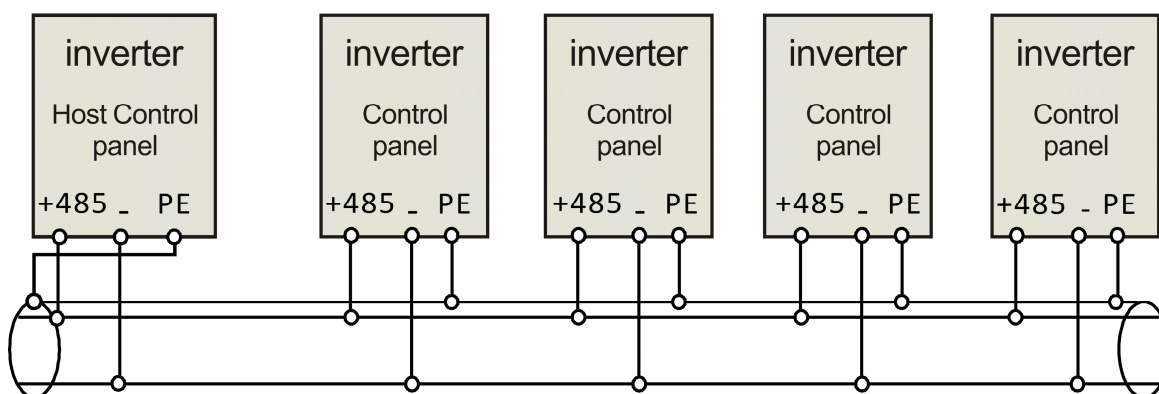 inverter
Host Control
panel
+485 - PE
inverter
Control
panel
+485 - PE
inverter
Control
panel
+485 - PE
inverter
Control
panel
+485 - PE
inverter
Control
panel
+485 - PE